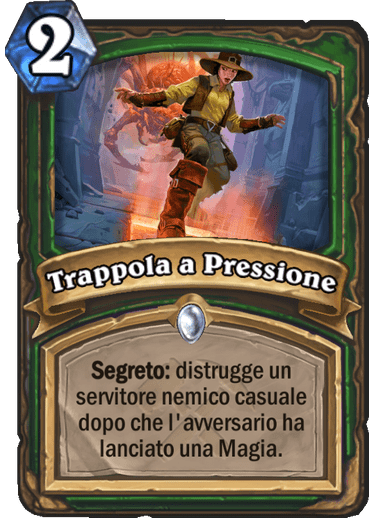 2
Trappola a Pressione
Segreto: distrugge un
servitore nemico casuale
dopo che l'avversario ha
lanciato una Magia.